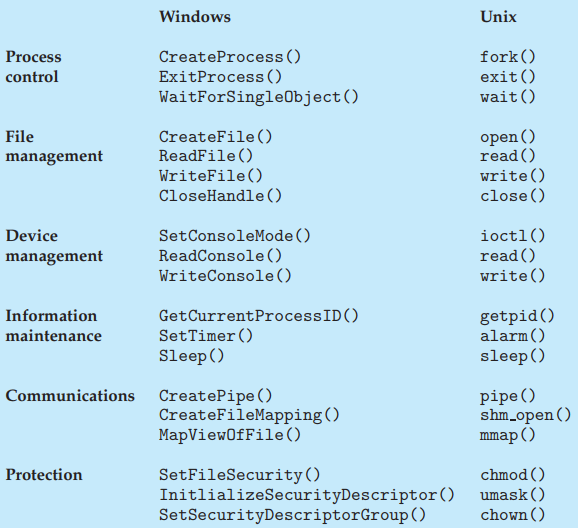 Windows Unix
Process CreateProcess() fork()
control ExitProcess() exit()
WaitForSingleObject() wait()
File CreateFile() open()
management ReadFile() read()
WriteFile() write()
CloseHandle() close()
Device SetConsoleMode() ioctl()
management ReadConsole() read()
WriteConsole() write()
Information GetCurrentProcessID() getpid()
maintenance SetTimer() alarm()
Sleep() sleep()
Communications CreatePipe() pipe()
CreateFileMapping() shm_open()
MapViewOfFile() mmap()
Protection SetFileSecurity() chmod()
InitlializeSecurityDescriptor() umask()
SetSecurityDescriptorGroup() chown()